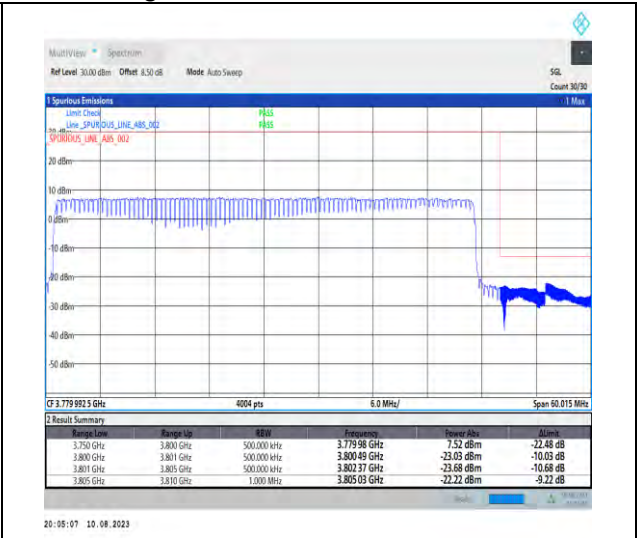 MultiView Spectrum
Ref Level 30.00 dBm Offset 8.50 dB Mode Auto Sweep SGL
Count 30/30
1 Spurious Emissions 1 Max
Limit Check PASS
Line _SPURIOUS_LINE_ABS_002 PASS
_SPURIOUS_LINE_ABS_002
20 dBm
10 dBm
0 dBm
-10 dBm
-20 dBm
-30 dBm
-40 dBm
-50 dBm
CF 3.779 992 5 GHz 4004 pts 6.0 MHz/ Span 60.015 MHz
2 Result Summary
Range Low Range Up RBW Frequency Power Abs ΔLimit
3.750 GHz 3.800 GHz 500.000 kHz 3.779 98 GHz 7.52 dBm -22.48 dB
3.800 GHz 3.801 GHz 500.000 kHz 3.800 49 GHz -23.03 dBm -10.03 dB
3.801 GHz 3.805 GHz 500.000 kHz 3.802 37 GHz -23.68 dBm -10.68 dB
3.805 GHz 3.810 GHz 1.000 MHz 3.805 03 GHz -22.22 dBm -9.22 dB
20:05:07 10.08.2023